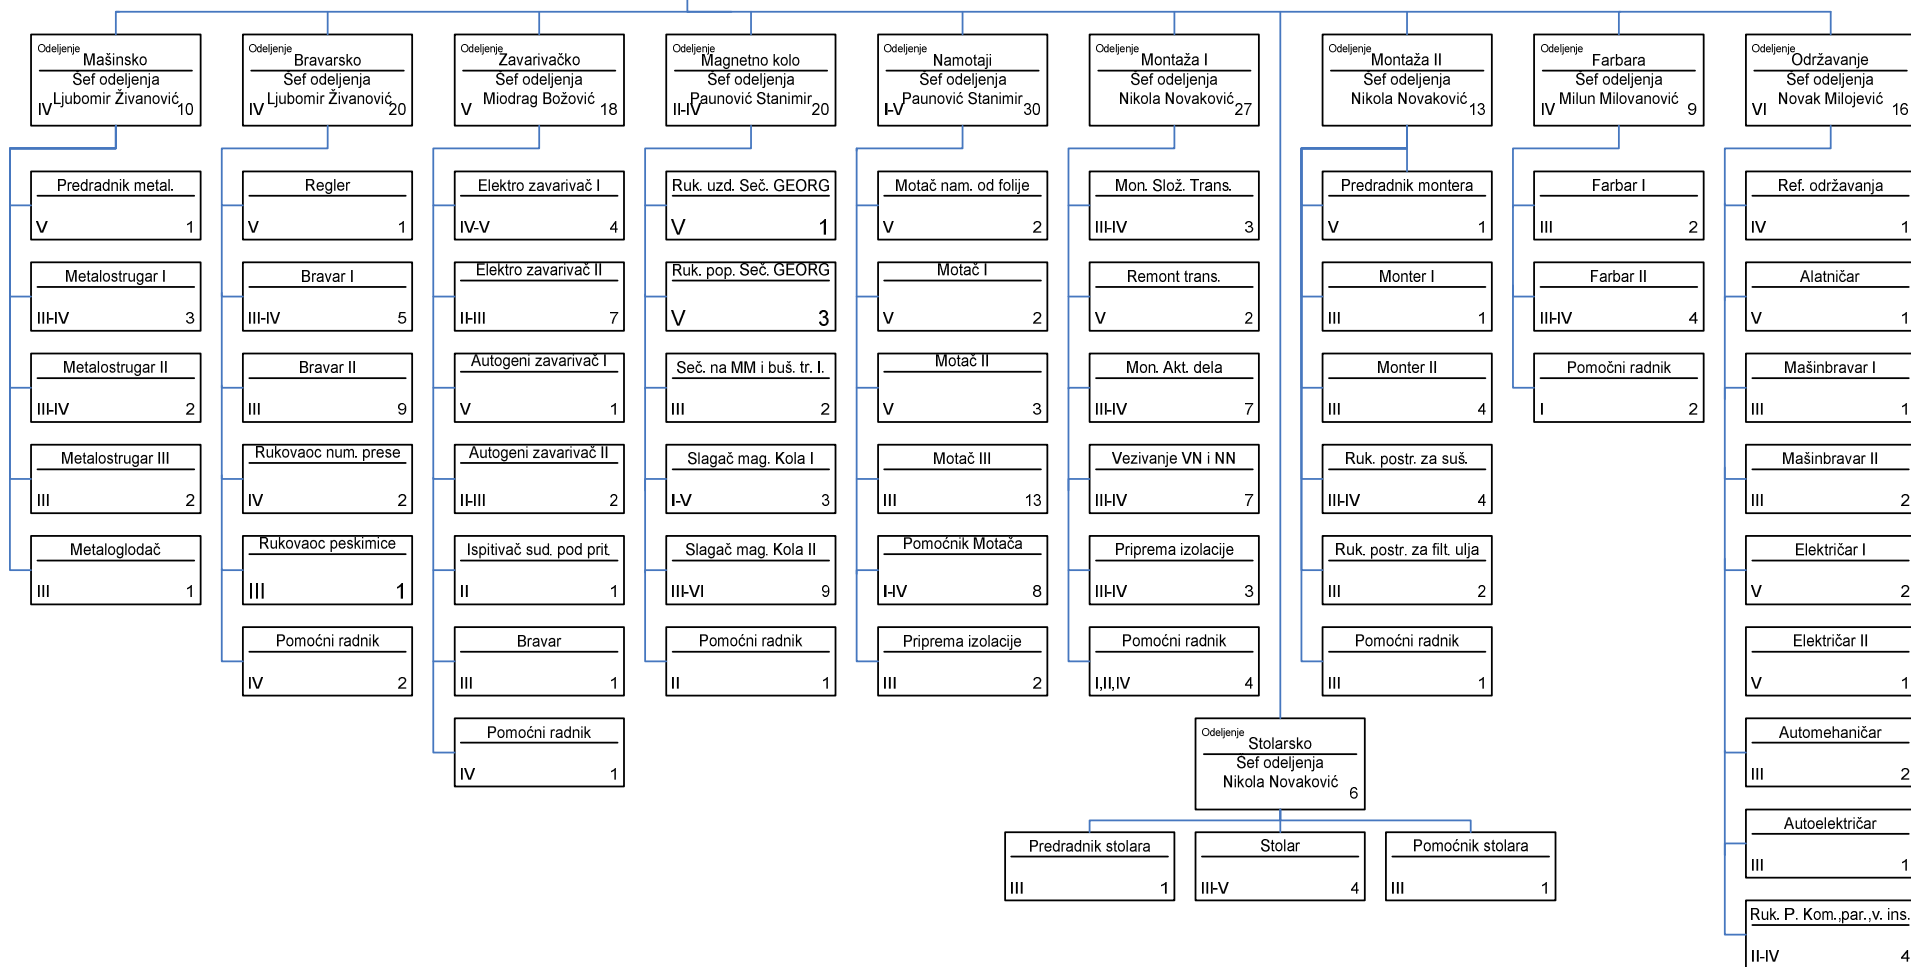 Odeljenje
Mašinsko
Šef odeljenja
Ljubomir Živanović
IV 10
Predradnik metal.
V 1
Metalostrugar I
III-IV 3
Metalostrugar II
III-IV 2
Metalostrugar III
III 2
Metaloglodač
III 1
Odeljenje
Bravarsko
Šef odeljenja
Ljubomir Živanović
IV 20
Regler
V 1
Bravar I
III-IV 5
Bravar II
III 9
Rukovaoc num. prese
IV 2
Rukovaoc peskimice
III 1
Pomoćni radnik
IV 2
Odeljenje
Zavarivačko
Šef odeljenja
Miodrag Božović
V 18
Elektro zavarivač I
IV-V 4
Elektro zavarivač II
II-III 7
Autogeni zavarivač I
V 1
Autogeni zavarivač II
II-III 2
Ispitivač sud. pod prit.
II 1
Bravar
III 1
Pomoćni radnik
IV 1
Odeljenje
Magnetno kolo
Šef odeljenja
Paunović Stanimir
II-IV 20
Ruk. uzd. Seč. GEORG
V 1
Ruk. pop. Seč. GEORG
V 3
Seč. na MM i buš. tr. I.
III 2
Slagač mag. Kola I
I-V 3
Slagač mag. Kola II
III-VI 9
Pomoćni radnik
II 1
Odeljenje
Namotaji
Šef odeljenja
Paunović Stanimir
I-V 30
Motač nam. od folije
V 2
Motač I
V 2
Motač II
V 3
Motač III
III 13
Pomoćnik Motača
I-IV 8
Priprema izolacije
III 2
Odeljenje
Montaža I
Šef odeljenja
Nikola Novaković
27
Mon. Slož. Trans.
III-IV 3
Remont trans.
V 2
Mon. Akt. dela
III-IV 7
Vezivanje VN i NN
III-IV 7
Priprema izolacije
III-IV 3
Pomoćni radnik
I,II,IV 4
Odeljenje
Montaža II
Šef odeljenja
Nikola Novaković
13
Predradnik montera
V 1
Monter I
III 1
Monter II
III 4
Ruk. postr. za suš.
III-IV 4
Ruk. postr. za filt. ulja
III 2
Pomoćni radnik
III 1
Odeljenje
Farbara
Šef odeljenja
Milun Milovanović
IV 9
Farbar I
III 2
Farbar II
III-IV 4
Pomočni radnik
I 2
Odeljenje
Održavanje
Šef odeljenja
Novak Milojević
VI 16
Ref. održavanja
IV 1
Alatničar
V 1
Mašinbravar I
III 1
Mašinbravar II
III 2
Električar I
V 2
Električar II
V 1
Automehaničar
III 2
Autoelektričar
III 1
Ruk. P. Kom.,par.,v. ins.
II-IV 4
Odeljenje
Stolarsko
Šef odeljenja
Nikola Novaković
6
Predradnik stolara
III 1
Stolar
III-V 4
Pomoćnik stolara
III 1